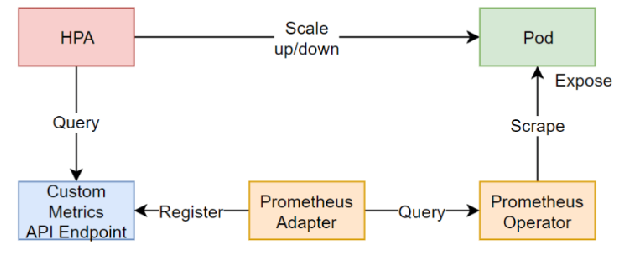 HPA
Scale
up/down
Pod
Expose
Query
Scrape
Custom
Metrics
API Endpoint
Register
Prometheus
Adapter
Query
Prometheus
Operator